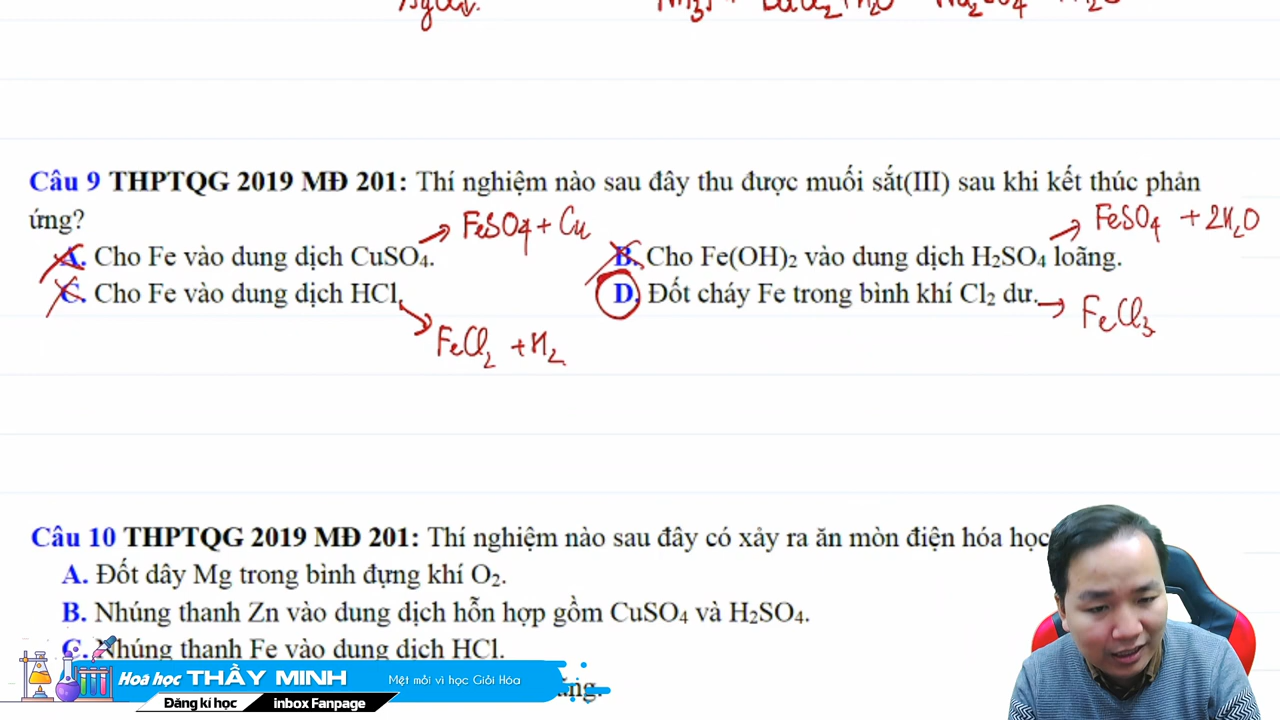 Câu 9 THPTQG 2019 MĐ 201: Thí nghiệm nào sau đây thu được muối sắt(III) sau khi kết thúc phản
ứng?
FeSO4 + Cu
FeSO4 + 2H2O
A. Cho Fe vào dung dịch CuSO4.
B. Cho Fe(OH)2 vào dung dịch H2SO4 loãng.
C. Cho Fe vào dung dịch HCl.
D. Đốt cháy Fe trong bình khí Cl2 dư.
FeCl3
FeCl2 + H2
Câu 10 THPTQG 2019 MĐ 201: Thí nghiệm nào sau đây có xảy ra ăn mòn điện hóa học
A. Đốt dây Mg trong bình đựng khí O2.
B. Nhúng thanh Zn vào dung dịch hỗn hợp gồm CuSO4 và H2SO4.
C. Nhúng thanh Fe vào dung dịch HCl.
Hoá học THẦY MINH
Mệt mỏi vì học Giỏi Hóa
Đăng kí học
inbox Fanpage